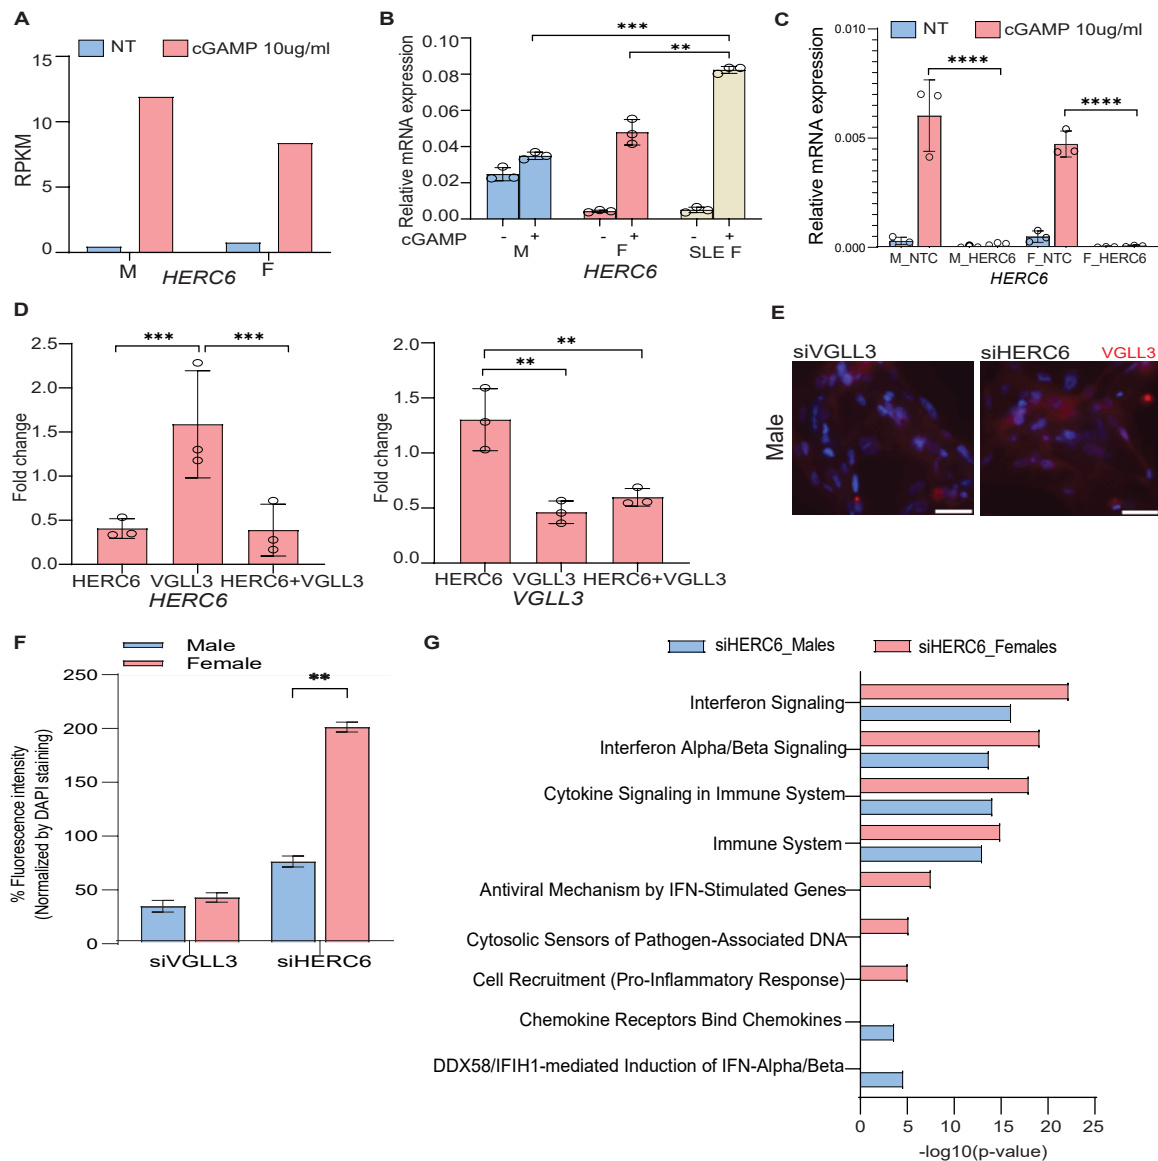 A
NT
cGAMP 10ug/ml
RPKM
15
10
5
0
M
F
HERC6
B
***
**
Relative mRNA expression
0.10
0.08
0.06
0.04
0.02
0.00
cGAMP
- + - + - +
M
F
SLE F
HERC6
C
NT
cGAMP 10ug/ml
Relative mRNA expression
0.010
0.005
0.000
****
****
M_NTC
M_HERC6
F_NTC
F_HERC6
HERC6
D
Fold change
2.5
2.0
1.5
1.0
0.5
0.0
***
***
HERC6
VGLL3
HERC6+VGLL3
HERC6
Fold change
2.0
1.5
1.0
0.5
0.0
**
**
HERC6
VGLL3
HERC6+VGLL3
VGLL3
E
siVGLL3
siHERC6
VGLL3
Male
F
Male
Female
% Fluorescence intensity
(Normalized by DAPI staining)
250
200
150
100
50
0
**
siVGLL3
siHERC6
G
siHERC6_Males
siHERC6_Females
Interferon Signaling
Interferon Alpha/Beta Signaling
Cytokine Signaling in Immune System
Immune System
Antiviral Mechanism by IFN-Stimulated Genes
Cytosolic Sensors of Pathogen-Associated DNA
Cell Recruitment (Pro-Inflammatory Response)
Chemokine Receptors Bind Chemokines
DDX58/IFIH1-mediated Induction of IFN-Alpha/Beta
0
5
10
15
20
25
-log10(p-value)